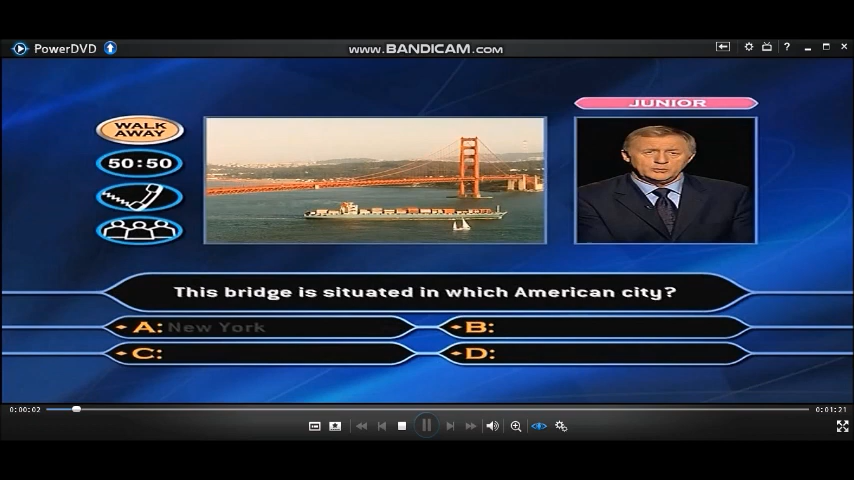 PowerDVD
www.BANDICAM.com
?
JUNIOR
WALK
AWAY
50:50
This bridge is situated in which American city?
A: New York
B:
C:
D:
0:00:02
0:01:21